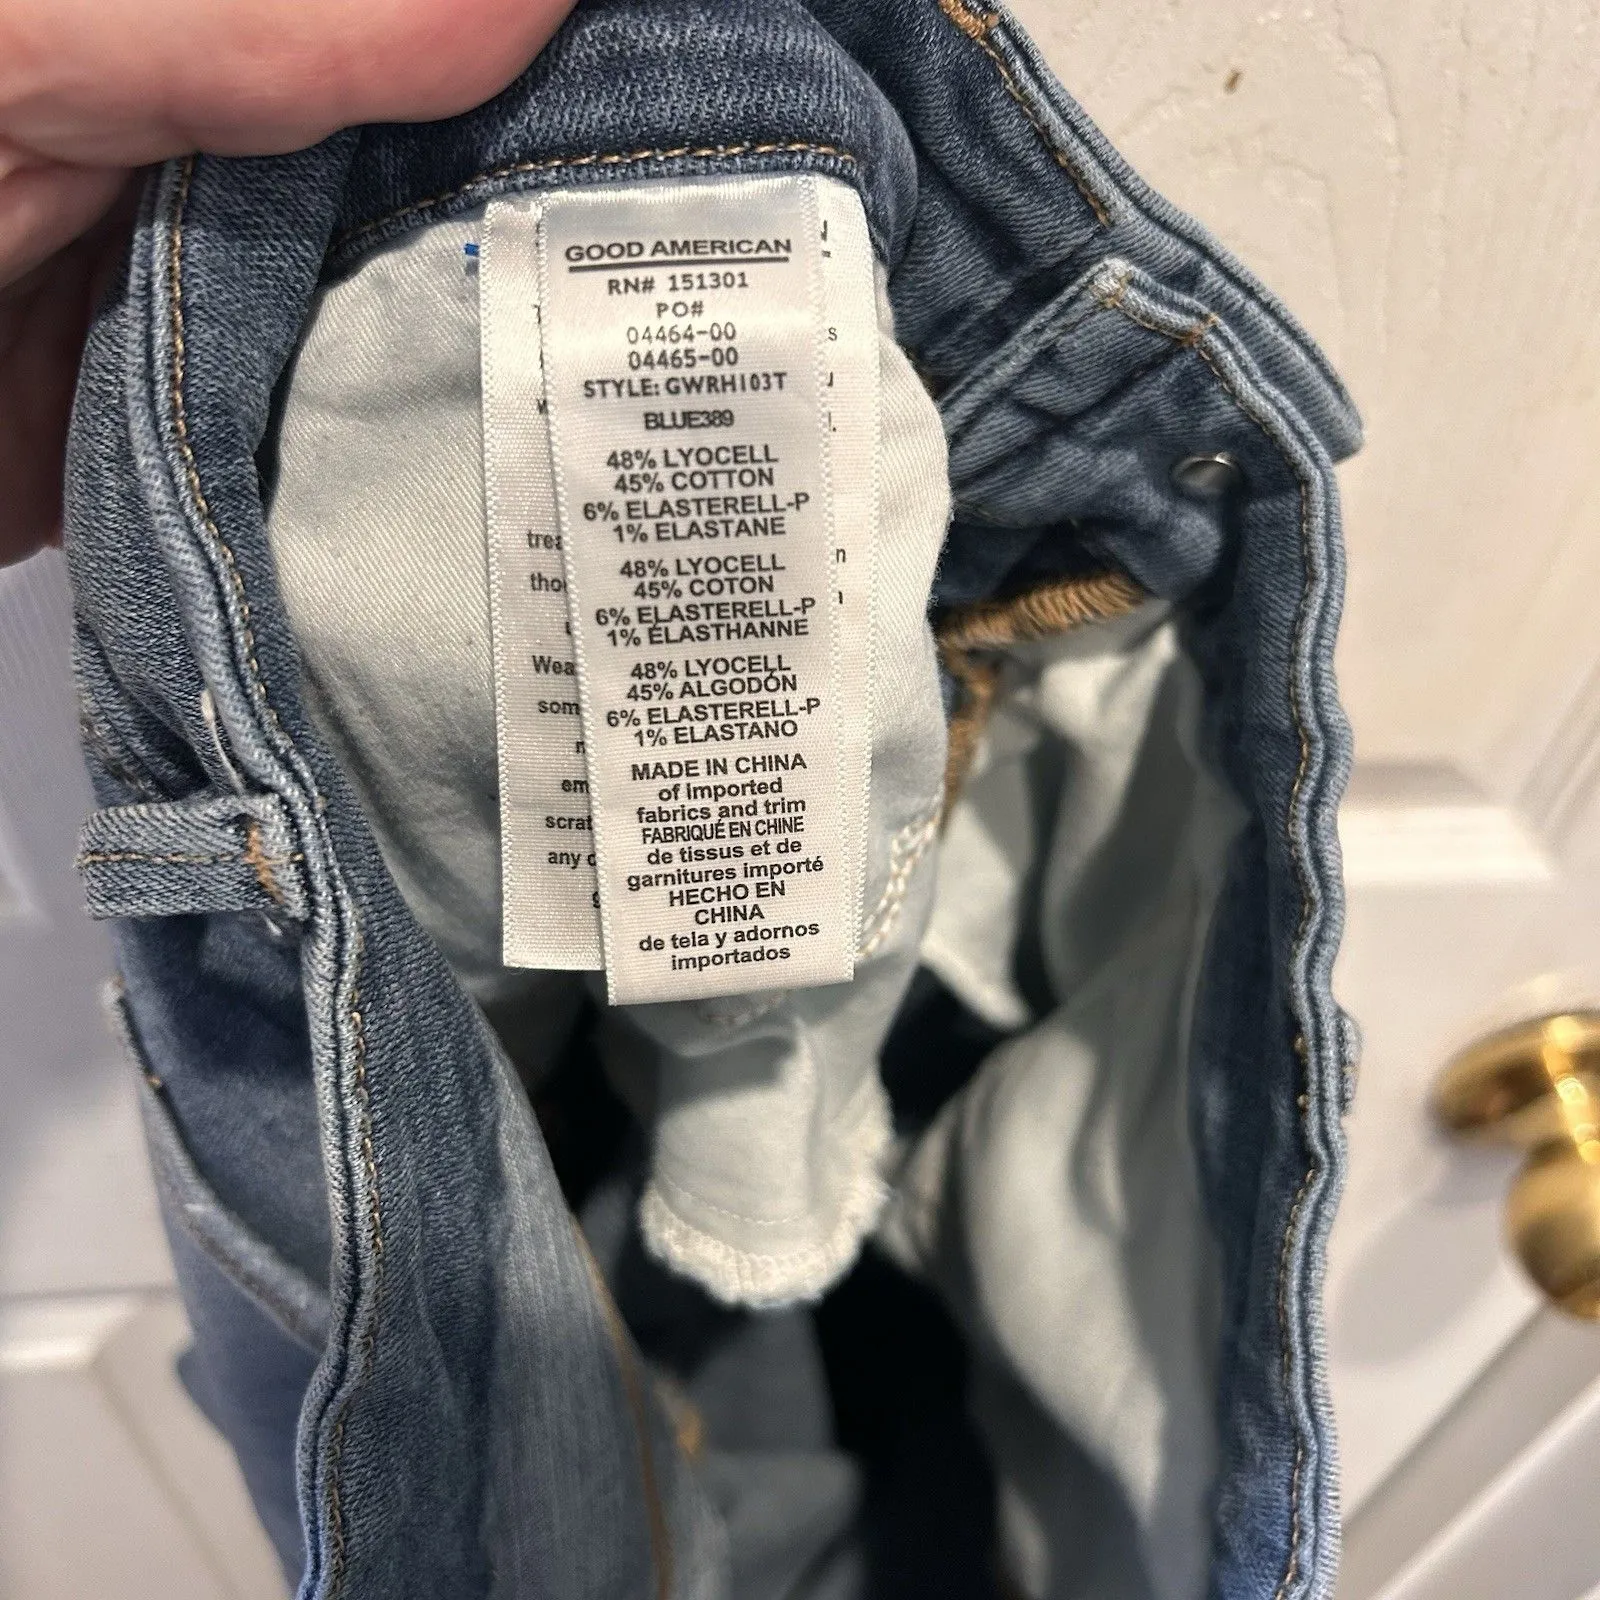 GOOD AMERICAN
RN# 151301
PO#
04464-00
04465-00
STYLE: GWRH103T
BLUE389
48% LYOCELL
45% COTTON
6% ELASTERELL-P
1% ELASTANE
48% LYOCELL
45% COTON
6% ELASTERELL-P
1% ÉLASTHANNE
48% LYOCELL
45% ALGODÓN
6% ELASTERELL-P
1% ELASTANO
MADE IN CHINA
of imported
fabrics and trim
FABRIQUÉ EN CHINE
de tissus et de
garnitures importé
HECHO EN
CHINA
de tela y adornos
importados